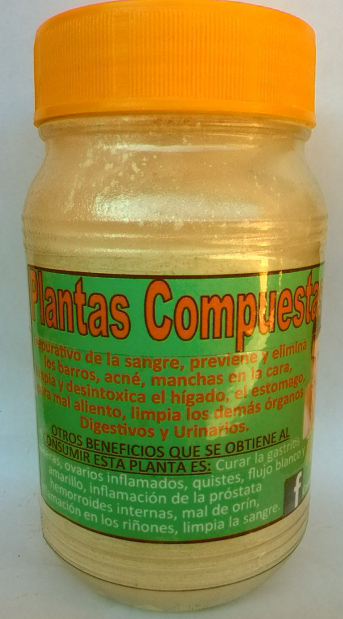 Plantas Compuesta
de la sangre, previene y elimina
los barros, acné, manchas en la cara,
y desintoxica el hígado, el estomago,
mal aliento, limpia los demás órganos
Digestivos y Urinarios.
OTROS BENEFICIOS QUE SE OBTIENE AL
CONSUMIR ESTA PLANTA ES: Curar la gastritis
ovarios inflamados, quistes, flujo blanco y
amarillo, inflamación de la próstata
hemorroides internas, mal de orin,
en los riñones, limpia la sangre.
f